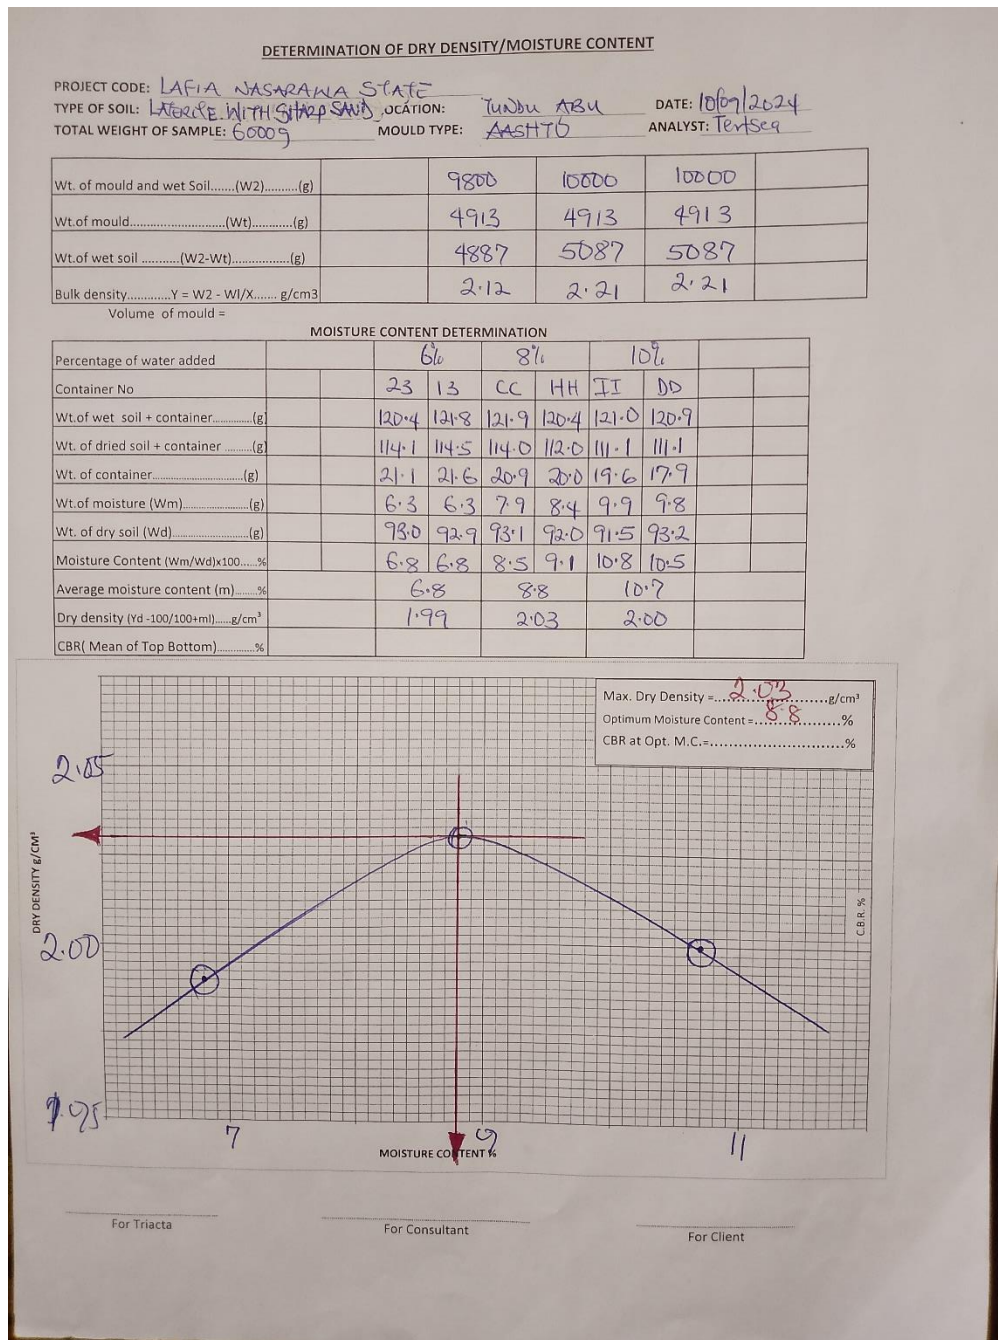 DETERMINATION OF DRY DENSITY/MOISTURE CONTENT
PROJECT CODE: LAFIA NASARAWA STATE
TYPE OF SOIL: LATERITE WITH SHARP SAND LOCATION: TUNDU ABU DATE: 10/09/2024
TOTAL WEIGHT OF SAMPLE: 6000g MOULD TYPE: AASHTO ANALYST: Tertsea
Wt. of mould and wet Soil.......(W2)..........(g) 9800 10000 10000
Wt.of mould............................(Wt)............(g) 4913 4913 4913
Wt.of wet soil ...........(W2-Wt).................(g) 4887 5087 5087
Bulk density.............Y = W2 - Wl/X....... g/cm3 2.12 2.21 2.21
Volume of mould =
MOISTURE CONTENT DETERMINATION
Percentage of water added 6% 8% 10%
Container No 23 13 CC HH II DD
Wt.of wet soil + container.............(g) 120.4 121.8 121.9 120.4 121.0 120.9
Wt. of dried soil + container .........(g) 114.1 114.5 114.0 112.0 111.1 111.1
Wt. of container.........................(g) 21.1 21.6 20.9 20.0 19.6 17.9
Wt.of moisture (Wm)....................(g) 6.3 6.3 7.9 8.4 9.9 9.8
Wt. of dry soil (Wd)......................(g) 93.0 92.9 93.1 92.0 91.5 93.2
Moisture Content (Wm/Wd)x100......% 6.8 6.8 8.5 9.1 10.8 10.5
Average moisture content (m)........% 6.8 8.8 10.7
Dry density (Yd -100/100+ml)......g/cm³ 1.99 2.03 2.00
CBR( Mean of Top Bottom).............%
Max. Dry Density =....2.03....g/cm³
Optimum Moisture Content =....8.8....%
CBR at Opt. M.C.=............................%
2.05
DRY DENSITY g/CM³
C.B.R. %
2.00
1.95
7 9 11
MOISTURE CONTENT %
For Triacta For Consultant For Client